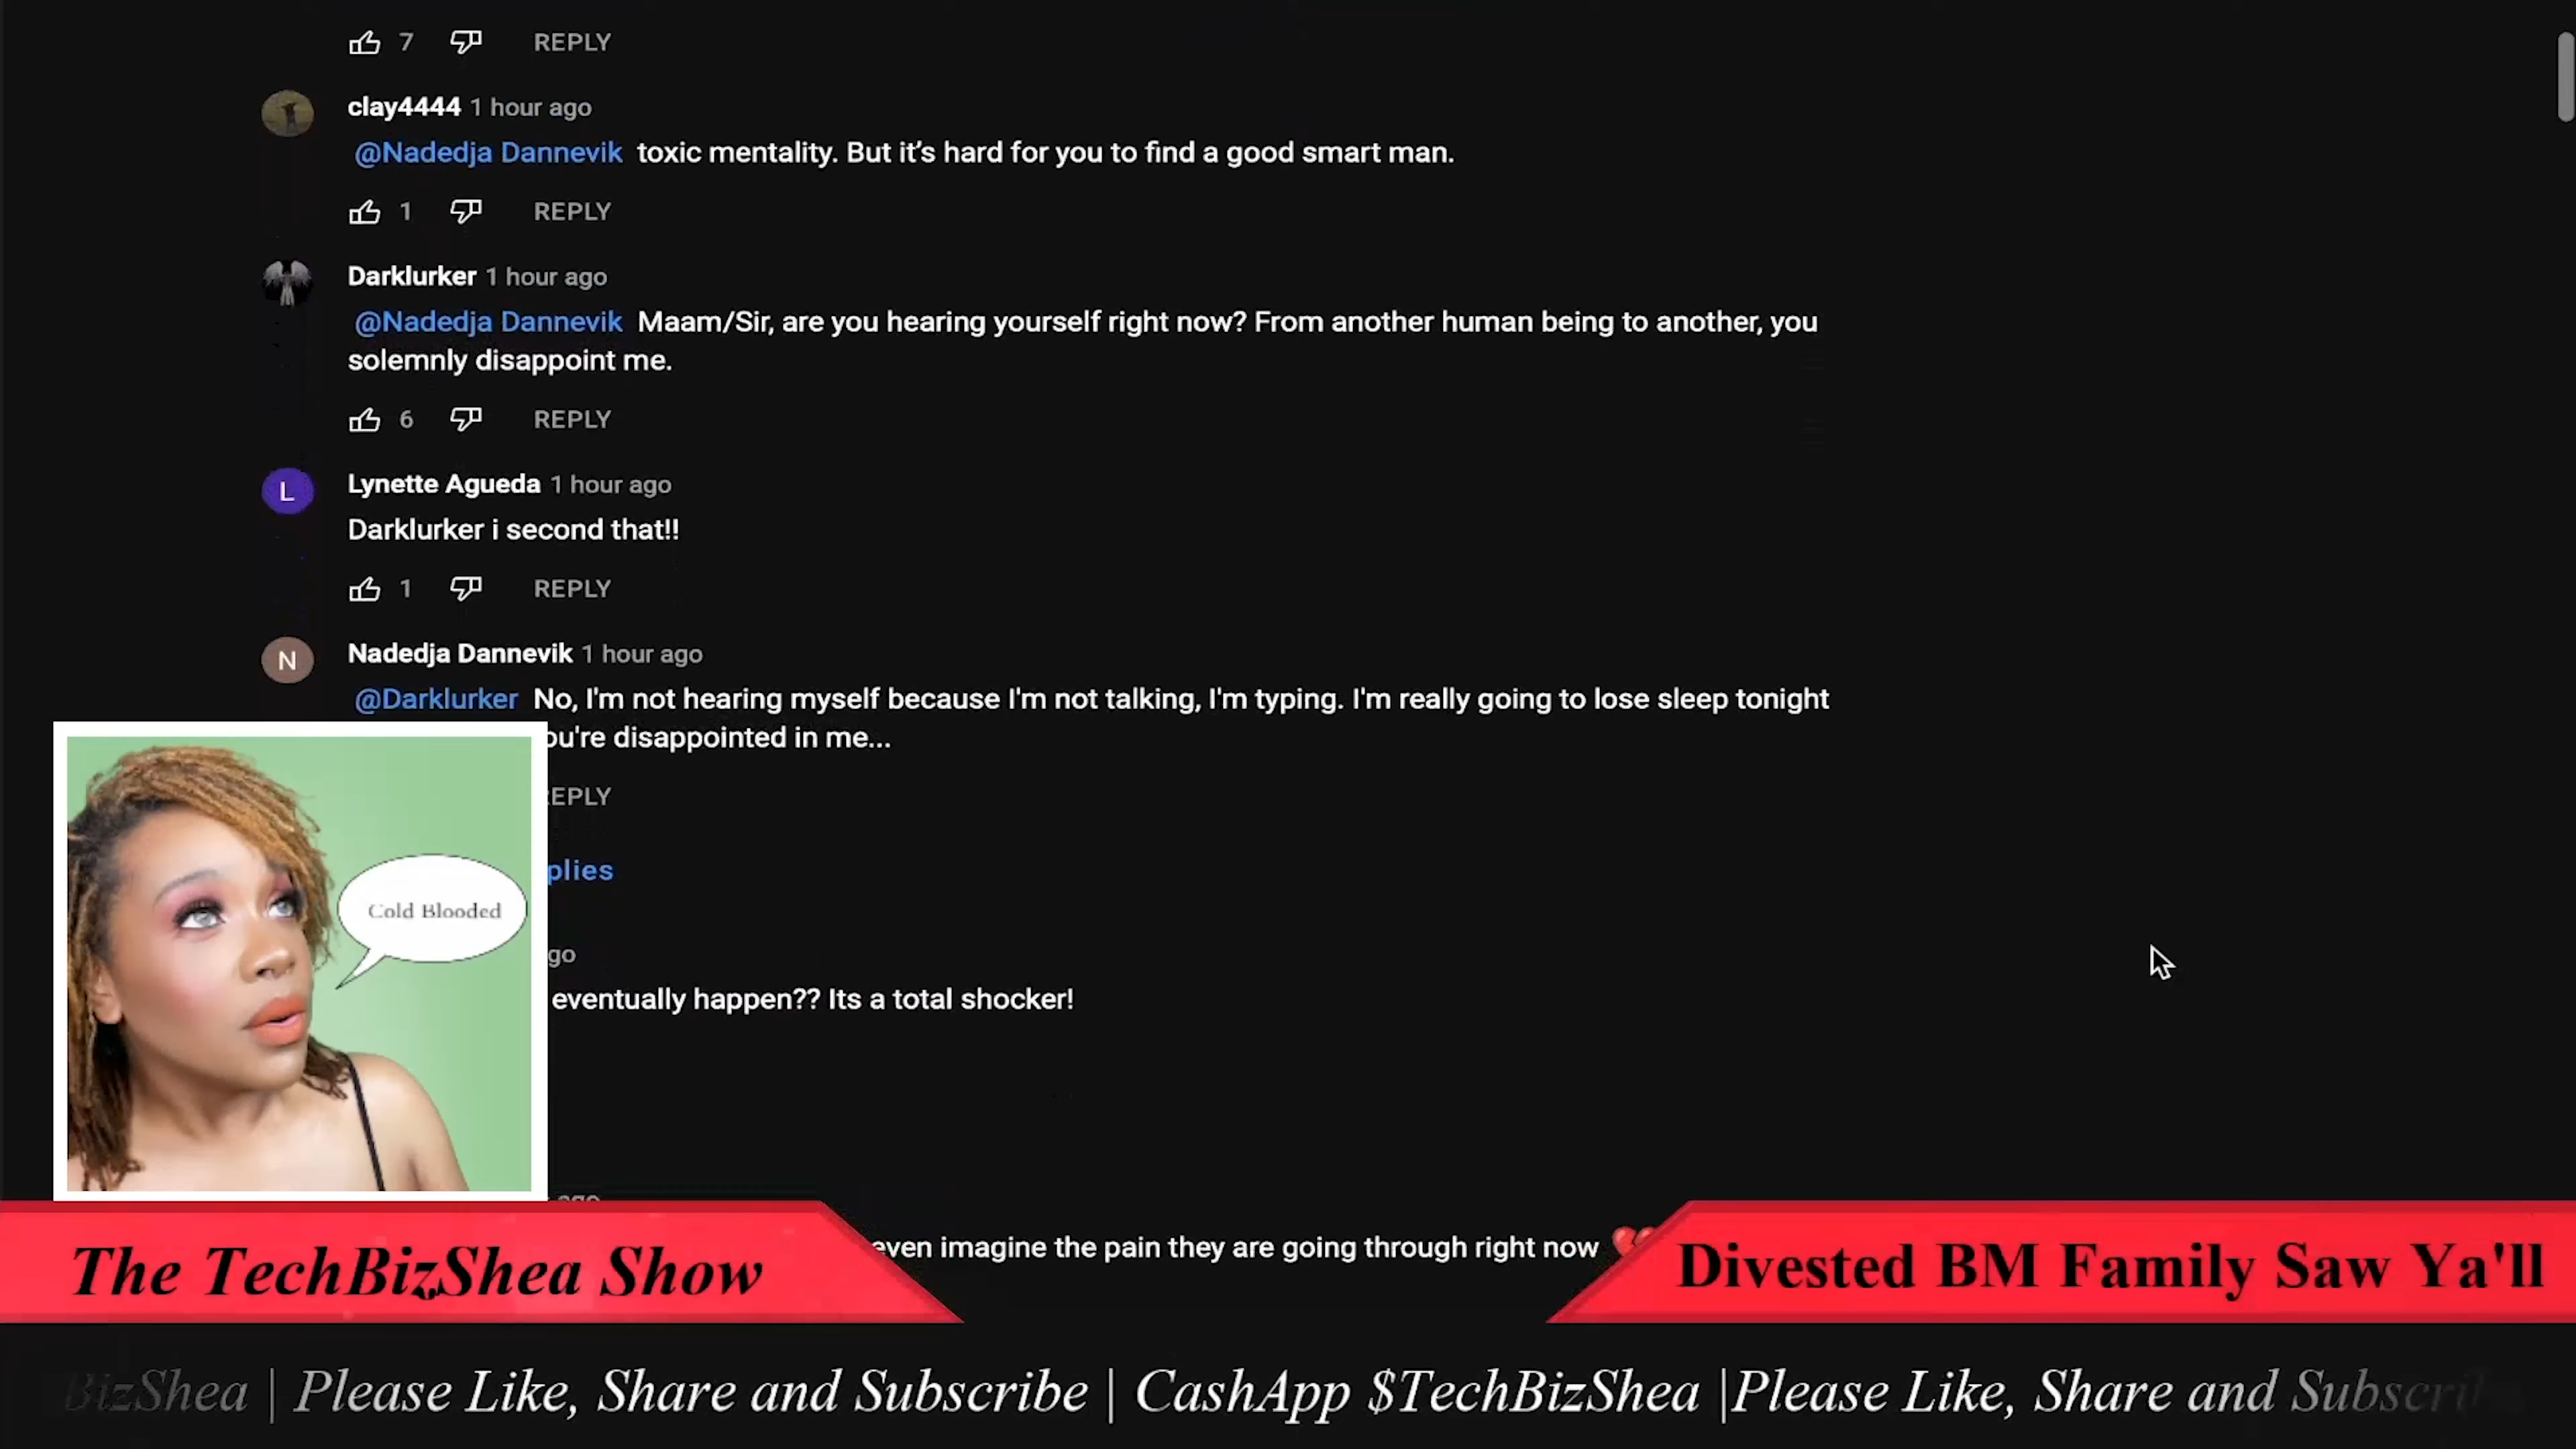 7 REPLY
clay4444 1 hour ago
@Nadedja Dannevik toxic mentality. But it's hard for you to find a good smart man.
1 REPLY
Darklurker 1 hour ago
@Nadedja Dannevik Maam/Sir, are you hearing yourself right now? From another human being to another, you
solemnly disappoint me.
6 REPLY
L
Lynette Agueda 1 hour ago
Darklurker i second that!!
1 REPLY
N
Nadedja Dannevik 1 hour ago
@Darklurker No, I'm not hearing myself because I'm not talking, I'm typing. I'm really going to lose sleep tonight
ou're disappointed in me...
EPLY
plies
Cold Blooded
go
eventually happen?? Its a total shocker!
ago
even imagine the pain they are going through right now 💔
The TechBizShea Show
Divested BM Family Saw Ya'll
BizShea | Please Like, Share and Subscribe | CashApp $TechBizShea |Please Like, Share and Subscri